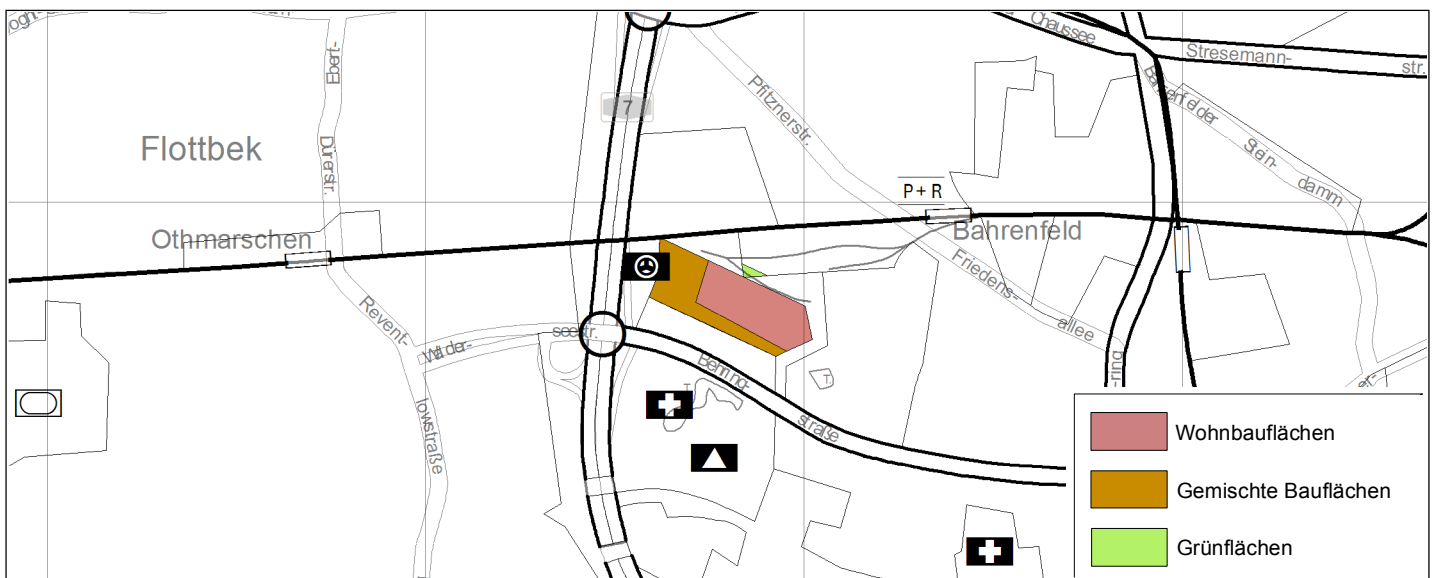 Chaussee
Stresemann-
str.
Ebert-
7
Pfitznerstr.
Bahrenfelder
Stein-
damm
Flottbek
Dürerstr.
P + R
Othmarschen
Bahrenfeld
Friedens-
allee
Revent-
Walder-
seestr.
Behring-
straße
-ring
lowstraße
T.
T
er-
Wohnbauflächen
Gemischte Bauflächen
Grünflächen